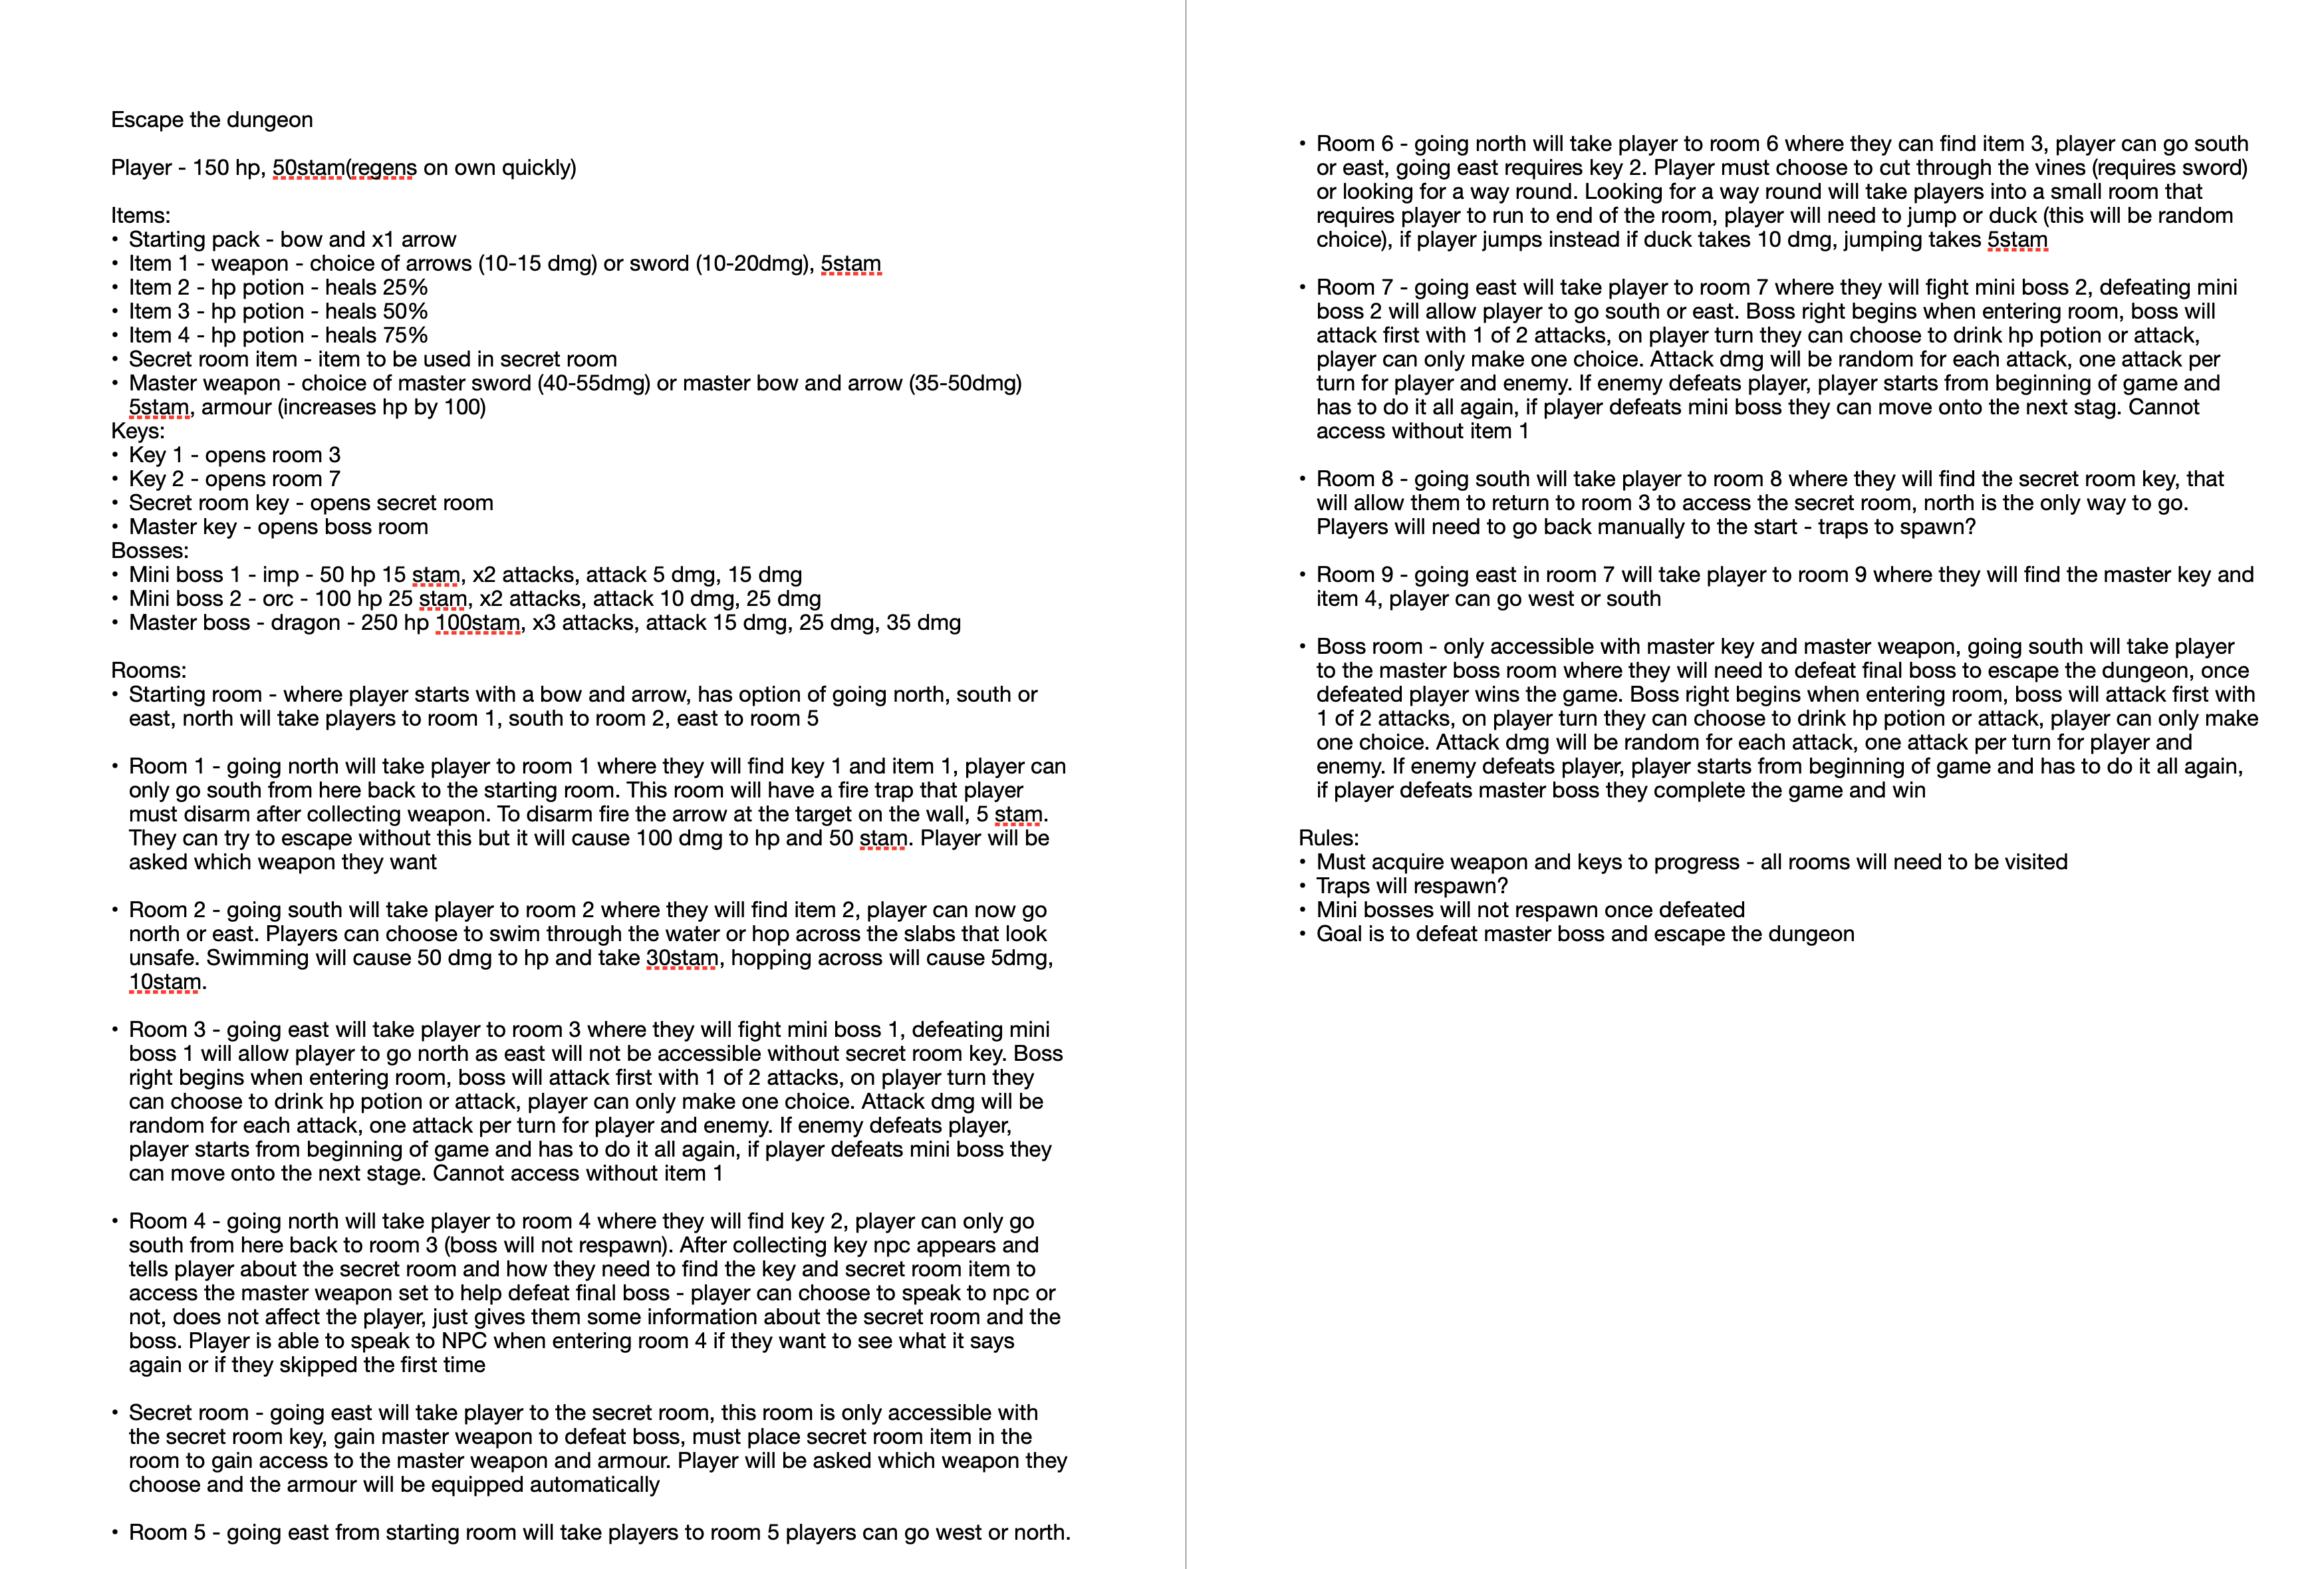 Escape the dungeon
Player - 150 hp, 50stam(regens on own quickly)
Items:
• Starting pack - bow and x1 arrow
• Item 1 - weapon - choice of arrows (10-15 dmg) or sword (10-20dmg), 5stam
• Item 2 - hp potion - heals 25%
• Item 3 - hp potion - heals 50%
• Item 4 - hp potion - heals 75%
• Secret room item - item to be used in secret room
• Master weapon - choice of master sword (40-55dmg) or master bow and arrow (35-50dmg)
5stam, armour (increases hp by 100)
Keys:
• Key 1 - opens room 3
• Key 2 - opens room 7
• Secret room key - opens secret room
• Master key - opens boss room
Bosses:
• Mini boss 1 - imp - 50 hp 15 stam, x2 attacks, attack 5 dmg, 15 dmg
• Mini boss 2 - orc - 100 hp 25 stam, x2 attacks, attack 10 dmg, 25 dmg
• Master boss - dragon - 250 hp 100stam, x3 attacks, attack 15 dmg, 25 dmg, 35 dmg
Rooms:
• Starting room - where player starts with a bow and arrow, has option of going north, south or
east, north will take players to room 1, south to room 2, east to room 5
• Room 1 - going north will take player to room 1 where they will find key 1 and item 1, player can
only go south from here back to the starting room. This room will have a fire trap that player
must disarm after collecting weapon. To disarm fire the arrow at the target on the wall, 5 stam.
They can try to escape without this but it will cause 100 dmg to hp and 50 stam. Player will be
asked which weapon they want
• Room 2 - going south will take player to room 2 where they will find item 2, player can now go
north or east. Players can choose to swim through the water or hop across the slabs that look
unsafe. Swimming will cause 50 dmg to hp and take 30stam, hopping across will cause 5dmg,
10stam.
• Room 3 - going east will take player to room 3 where they will fight mini boss 1, defeating mini
boss 1 will allow player to go north as east will not be accessible without secret room key. Boss
right begins when entering room, boss will attack first with 1 of 2 attacks, on player turn they
can choose to drink hp potion or attack, player can only make one choice. Attack dmg will be
random for each attack, one attack per turn for player and enemy. If enemy defeats player,
player starts from beginning of game and has to do it all again, if player defeats mini boss they
can move onto the next stage. Cannot access without item 1
• Room 4 - going north will take player to room 4 where they will find key 2, player can only go
south from here back to room 3 (boss will not respawn). After collecting key npc appears and
tells player about the secret room and how they need to find the key and secret room item to
access the master weapon set to help defeat final boss - player can choose to speak to npc or
not, does not affect the player, just gives them some information about the secret room and the
boss. Player is able to speak to NPC when entering room 4 if they want to see what it says
again or if they skipped the first time
• Secret room - going east will take player to the secret room, this room is only accessible with
the secret room key, gain master weapon to defeat boss, must place secret room item in the
room to gain access to the master weapon and armour. Player will be asked which weapon they
choose and the armour will be equipped automatically
• Room 5 - going east from starting room will take players to room 5 players can go west or north.
• Room 6 - going north will take player to room 6 where they can find item 3, player can go south
or east, going east requires key 2. Player must choose to cut through the vines (requires sword)
or looking for a way round. Looking for a way round will take players into a small room that
requires player to run to end of the room, player will need to jump or duck (this will be random
choice), if player jumps instead if duck takes 10 dmg, jumping takes 5stam
• Room 7 - going east will take player to room 7 where they will fight mini boss 2, defeating mini
boss 2 will allow player to go south or east. Boss right begins when entering room, boss will
attack first with 1 of 2 attacks, on player turn they can choose to drink hp potion or attack,
player can only make one choice. Attack dmg will be random for each attack, one attack per
turn for player and enemy. If enemy defeats player, player starts from beginning of game and
has to do it all again, if player defeats mini boss they can move onto the next stag. Cannot
access without item 1
• Room 8 - going south will take player to room 8 where they will find the secret room key, that
will allow them to return to room 3 to access the secret room, north is the only way to go.
Players will need to go back manually to the start - traps to spawn?
• Room 9 - going east in room 7 will take player to room 9 where they will find the master key and
item 4, player can go west or south
• Boss room - only accessible with master key and master weapon, going south will take player
to the master boss room where they will need to defeat final boss to escape the dungeon, once
defeated player wins the game. Boss right begins when entering room, boss will attack first with
1 of 2 attacks, on player turn they can choose to drink hp potion or attack, player can only make
one choice. Attack dmg will be random for each attack, one attack per turn for player and
enemy. If enemy defeats player, player starts from beginning of game and has to do it all again,
if player defeats master boss they complete the game and win
Rules:
• Must acquire weapon and keys to progress - all rooms will need to be visited
• Traps will respawn?
• Mini bosses will not respawn once defeated
• Goal is to defeat master boss and escape the dungeon